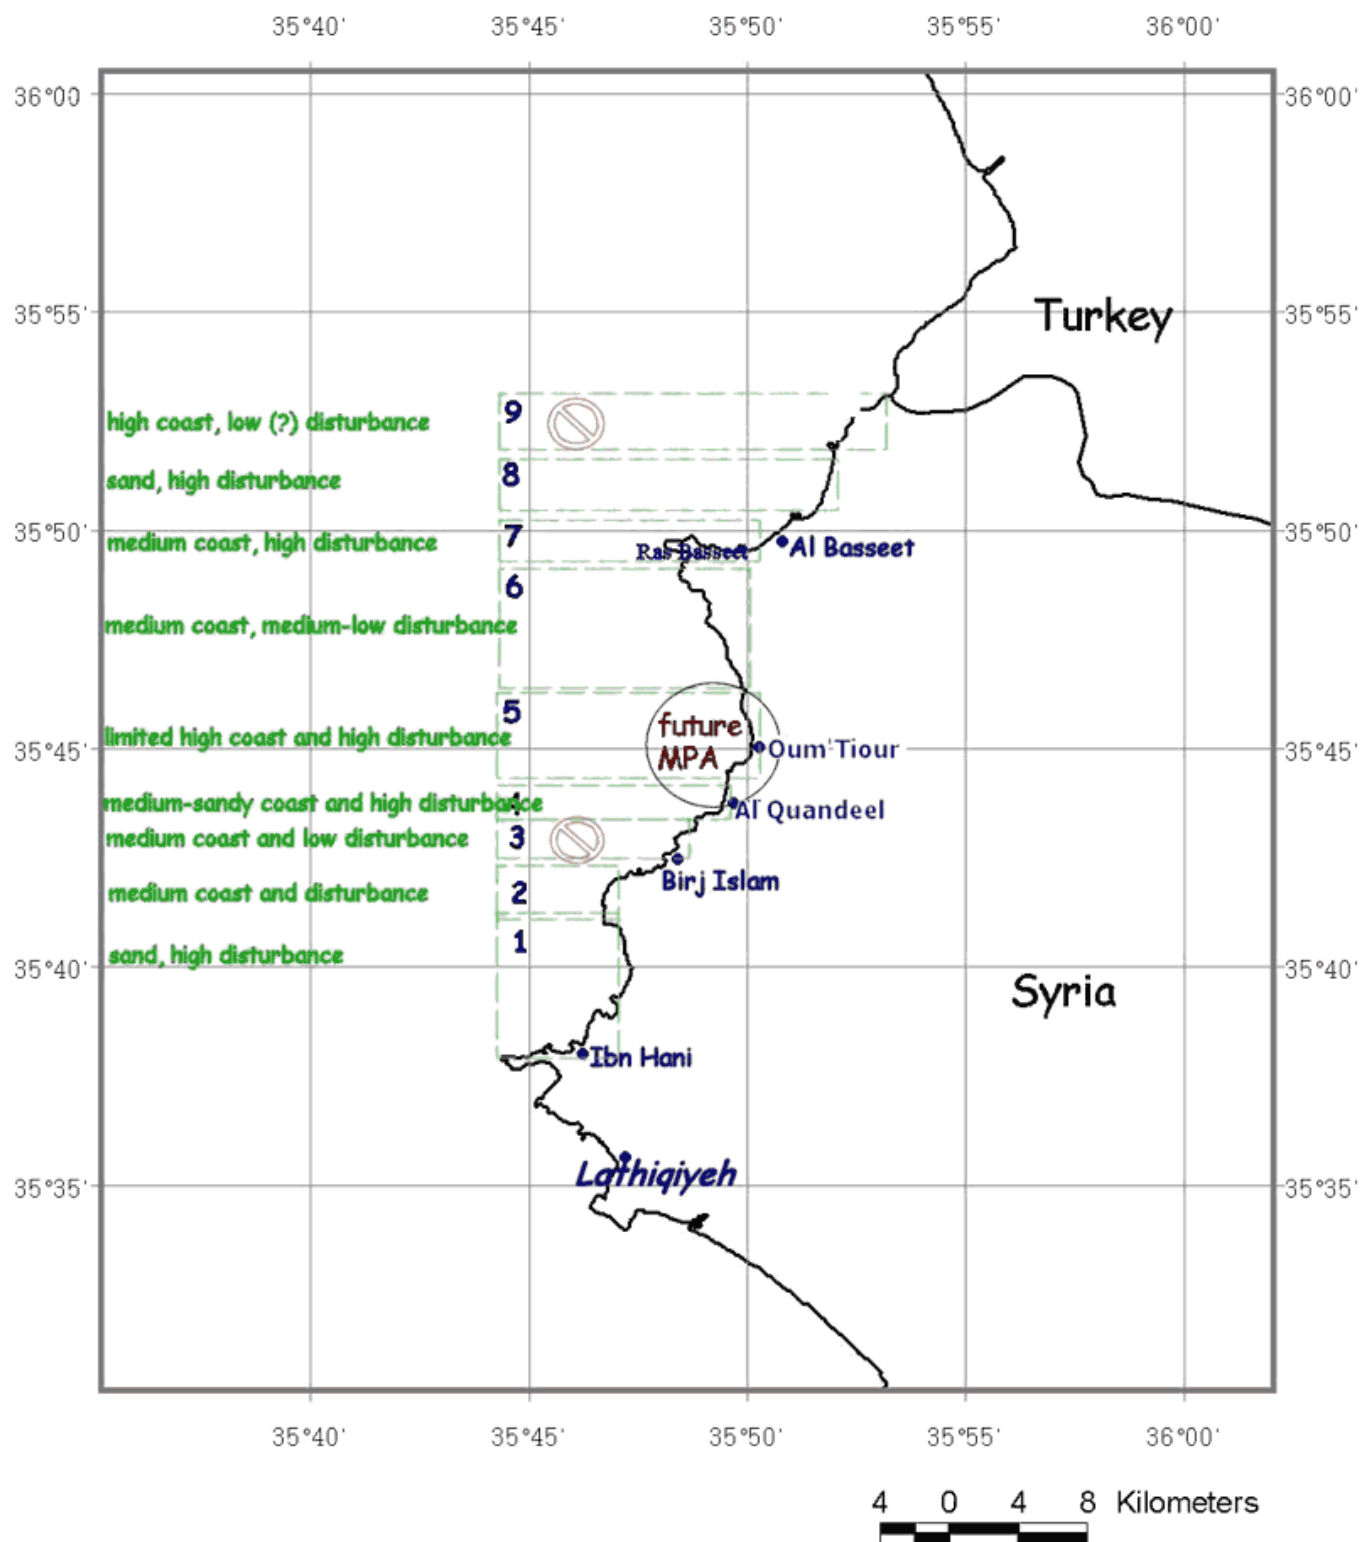 35°40' 35°45' 35°50' 35°55' 36°00'
36°00' 36°00'
35°55' Turkey 35°55'
9
high coast, low (?) disturbance
8
sand, high disturbance
35°50' 35°50'
7
medium coast, high disturbance
Ras Basseet Al Basseet
6
medium coast, medium-low disturbance
5
future
limited high coast and high disturbance
35°45' MPA Oum Tiour 35°45'
4
medium-sandy coast and high disturbance
Al Quandeel
3
medium coast and low disturbance
Birj Islam
2
medium coast and disturbance
1
sand, high disturbance
35°40' 35°40'
Syria
Ibn Hani
Lathiqiyeh
35°35' 35°35'
35°40' 35°45' 35°50' 35°55' 36°00'
4 0 4 8 Kilometers